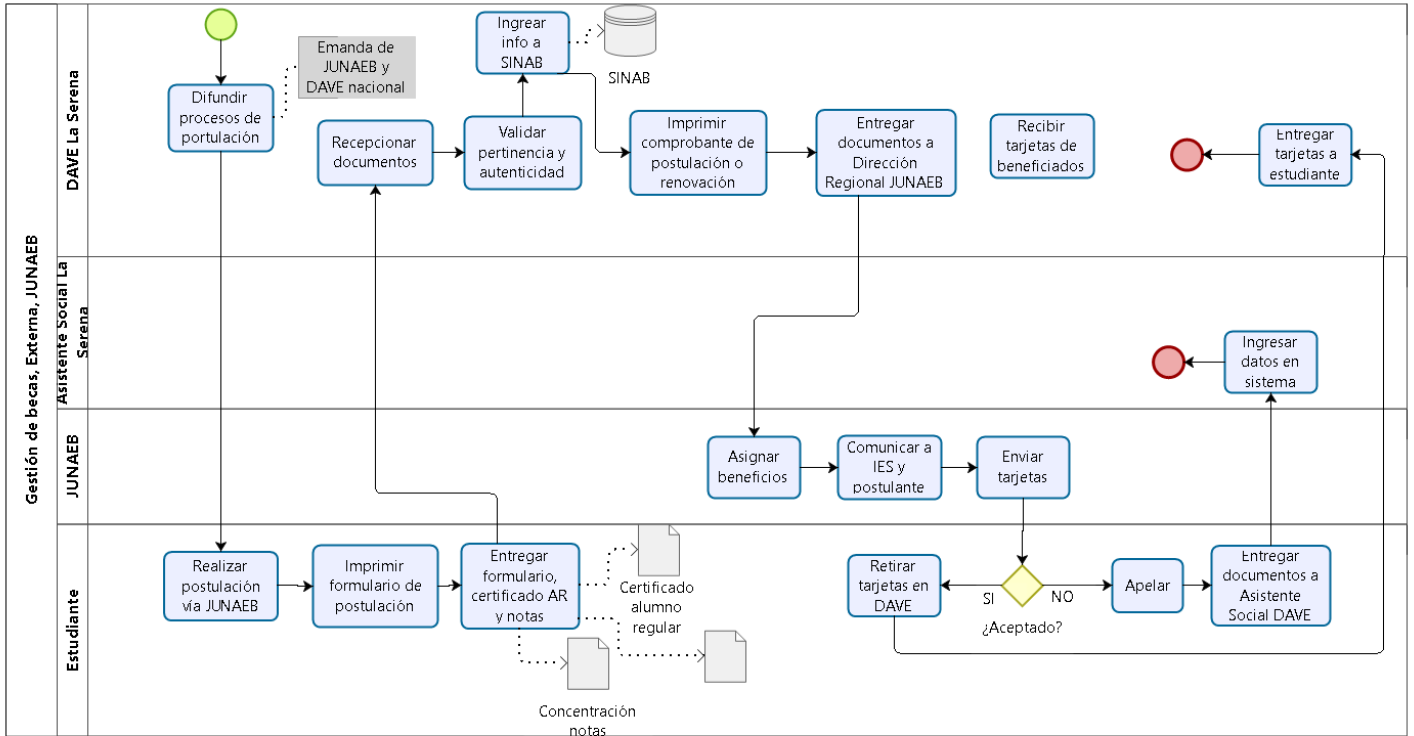 Gestión de becas, Externa, JUNAEB
DAVE La Serena
Difundir
procesos de
portulación
Emanda de
JUNAEB y
DAVE nacional
Recepcionar
documentos
Validar
pertinencia y
autenticidad
Ingrear
info a
SINAB
SINAB
Imprimir
comprobante de
postulación o
renovación
Entregar
documentos a
Dirección
Regional JUNAEB
Recibir
tarjetas de
beneficiados
Entregar
tarjetas a
estudiante
Asistente Social La
Serena
Ingresar
datos en
sistema
JUNAEB
Asignar
beneficios
Comunicar a
IES y
postulante
Enviar
tarjetas
Estudiante
Realizar
postulación
vía JUNAEB
Imprimir
formulario de
postulación
Entregar
formulario,
certificado AR
y notas
Certificado
alumno
regular
Concentración
notas
Retirar
tarjetas en
DAVE
SI
NO
¿Aceptado?
Apelar
Entregar
documentos a
Asistente
Social DAVE